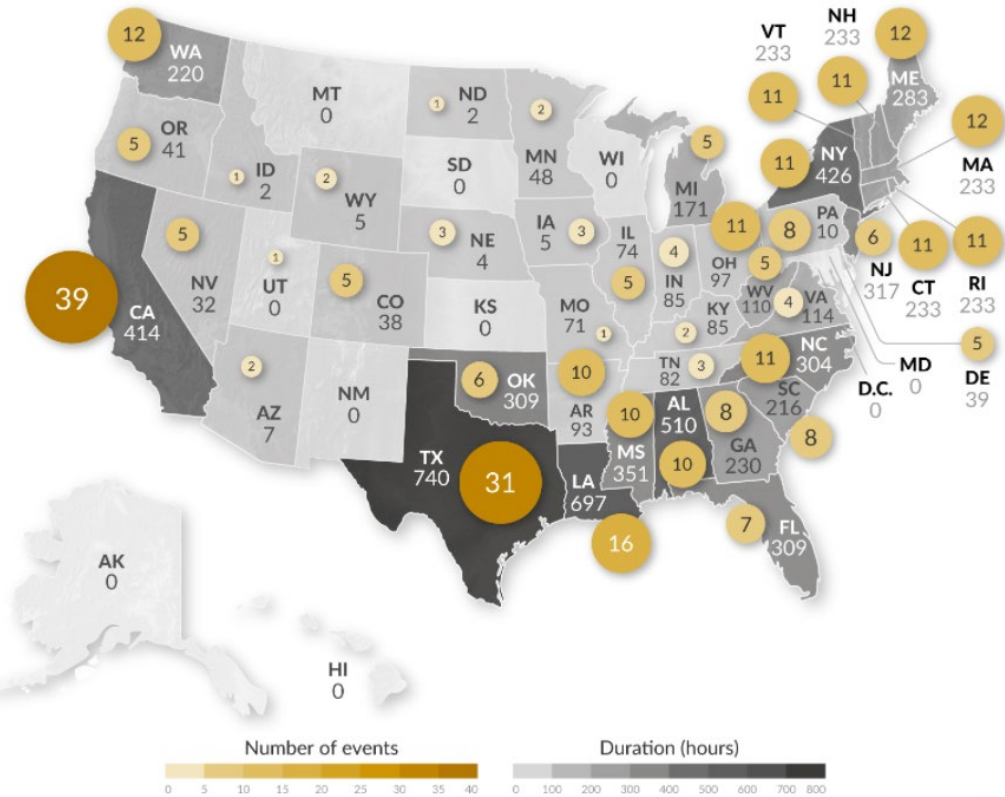 12
WA
220
MT
0
1
ND
2
2
MN
48
VT
233
NH
233
12
ME
283
11
11
12
MA
233
5
OR
41
1
ID
2
2
WY
5
SD
0
WI
0
5
MI
171
11
NY
426
39
CA
414
5
NV
32
1
UT
0
5
CO
38
3
NE
4
IA
5
3
IL
74
5
4
IN
85
11
OH
97
8
PA
10
5
WV
110
4
VA
114
6
NJ
317
11
CT
233
11
RI
233
5
DE
39
MD
0
D.C.
0
KS
0
MO
71
1
2
KY
85
TN
82
3
11
NC
304
2
AZ
7
NM
0
6
OK
309
10
AR
93
10
MS
351
AL
510
10
8
GA
230
SC
216
8
TX
740
31
LA
697
16
7
FL
309
AK
0
HI
0
Number of events
0 5 10 15 20 25 30 35 40
Duration (hours)
0 100 200 300 400 500 600 700 800